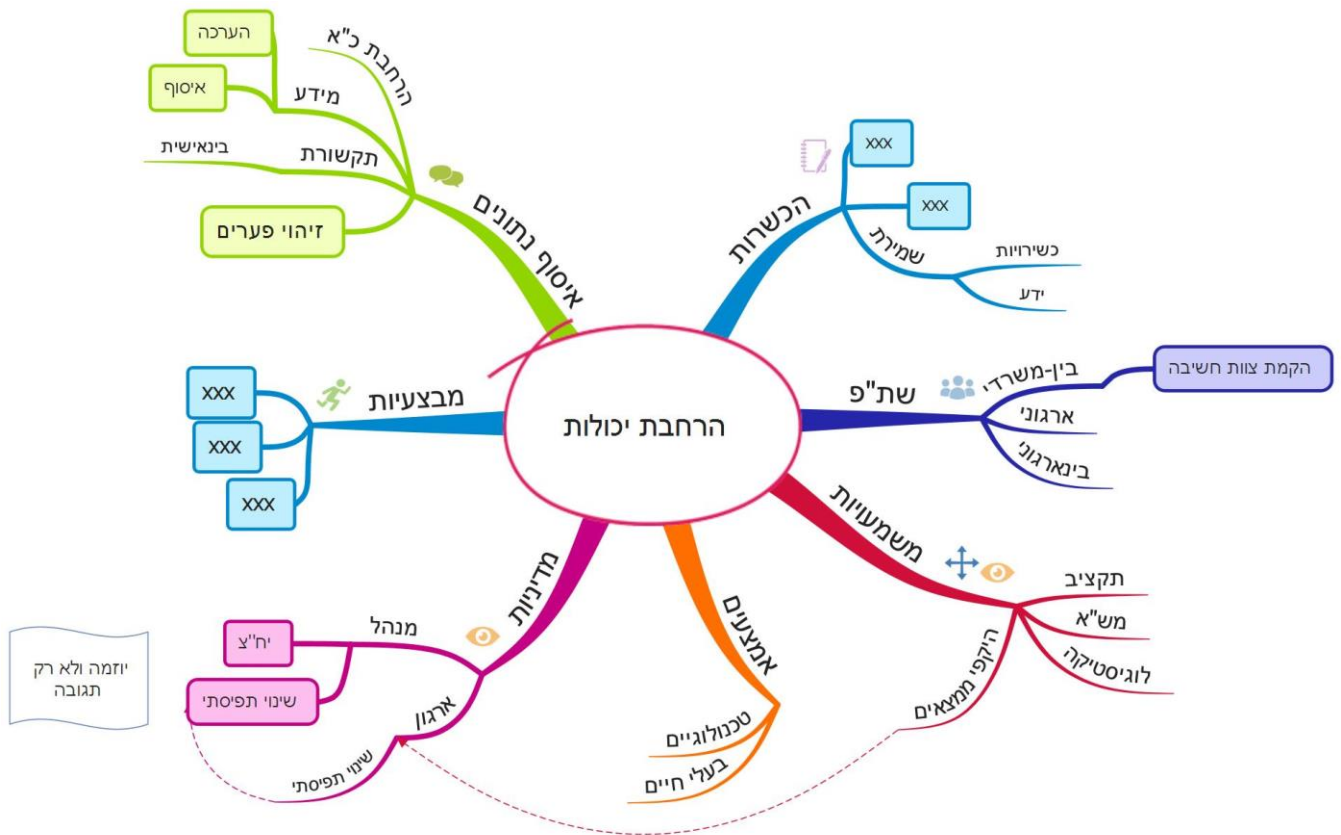 הרחבת יכולות
הכשרות
xxx
xxx
שמירת
כשירויות
ידע
שת"פ
בין-משרדי
הקמת צוות חשיבה
ארגוני
בינארגוני
משמעויות
תקציב
מש"א
לוגיסטיקה
היקפי ממצאים
אמצעים
טכנולוגיים
בעלי חיים
מדיניות
מנהל
יח"צ
שינוי תפיסתי
ארגון
שינוי תפיסתי
יוזמה ולא רק
תגובה
מבצעיות
xxx
xxx
xxx
איסוף נתונים
הרחבת כ"א
מידע
הערכה
איסוף
תקשורת
בינאישית
זיהוי פערים